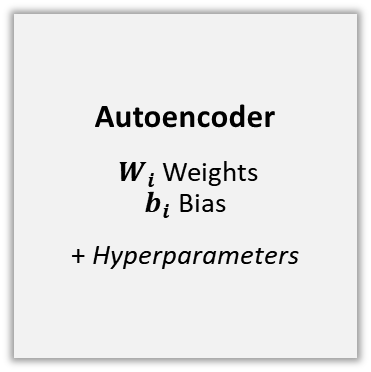 Autoencoder
W_i Weights
b_i Bias
+ Hyperparameters